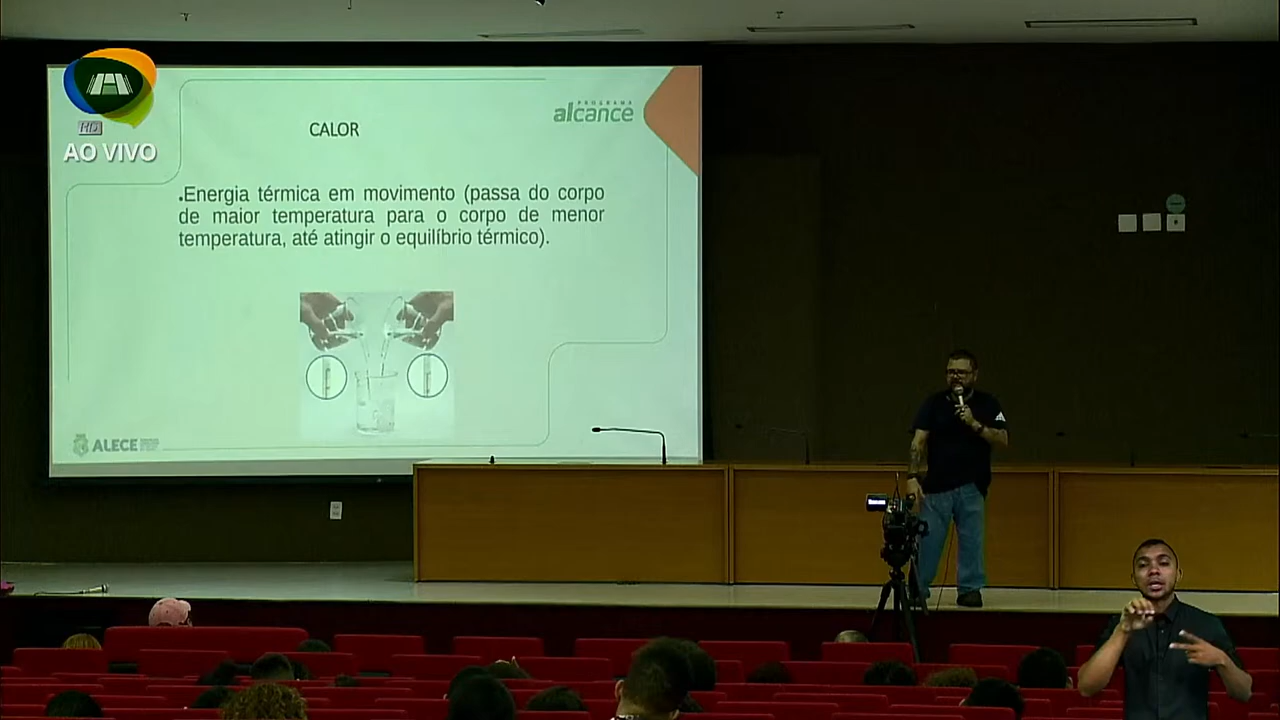 HD
AO VIVO
PROGRAMA
alcance
CALOR
.Energia térmica em movimento (passa do corpo
de maior temperatura para o corpo de menor
temperatura, até atingir o equilíbrio térmico).
ALECE